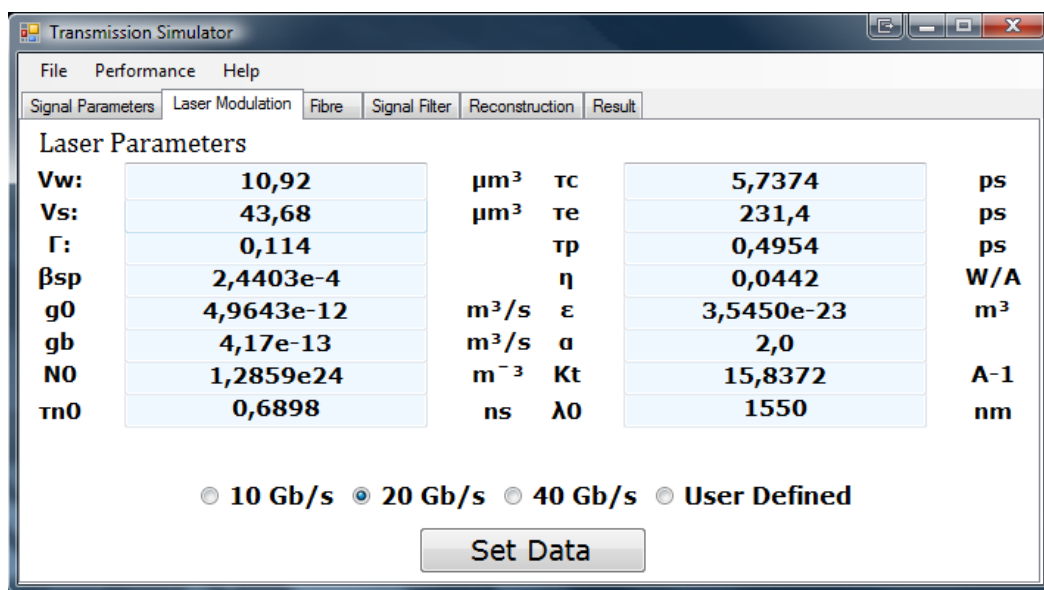 Transmission Simulator
File Performance Help
Signal Parameters Laser Modulation Fibre Signal Filter Reconstruction Result
Laser Parameters
Vw: 10,92 μm³ τc 5,7374 ps
Vs: 43,68 μm³ τe 231,4 ps
Γ: 0,114 τp 0,4954 ps
βsp 2,4403e-4 η 0,0442 W/A
g0 4,9643e-12 m³/s ε 3,5450e-23 m³
gb 4,17e-13 m³/s α 2,0
N0 1,2859e24 m⁻³ Kt 15,8372 A-1
τn0 0,6898 ns λ0 1550 nm
10 Gb/s 20 Gb/s 40 Gb/s User Defined
Set Data